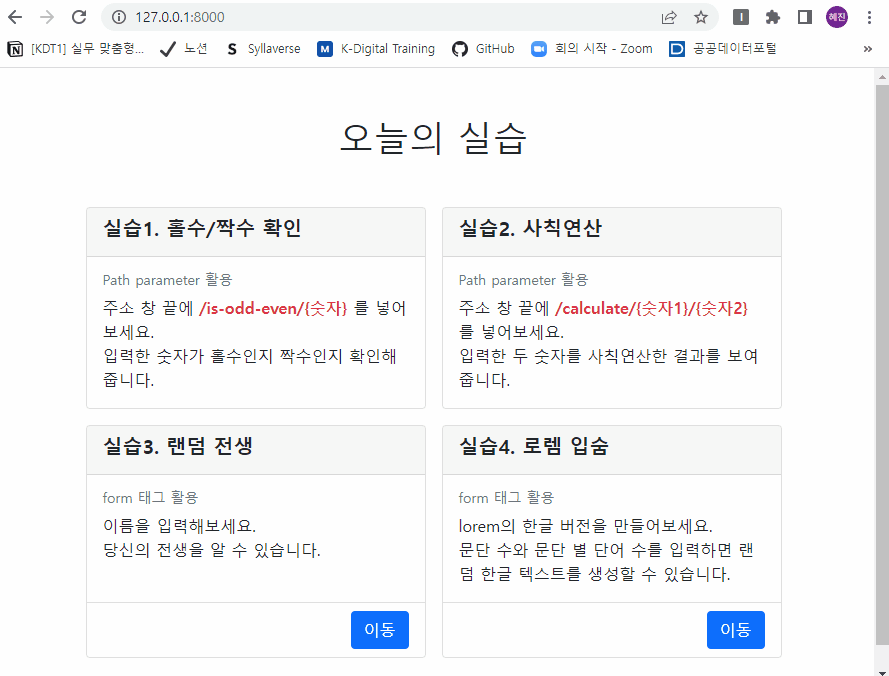 127.0.0.1:8000
혜진
[KDT1] 실무 맞춤형...
노션
Syllaverse
K-Digital Training
GitHub
회의 시작 - Zoom
공공데이터포털
»
오늘의 실습
실습1. 홀수/짝수 확인
Path parameter 활용
주소 창 끝에 /is-odd-even/{숫자} 를 넣어
보세요.
입력한 숫자가 홀수인지 짝수인지 확인해
줍니다.
실습2. 사칙연산
Path parameter 활용
주소 창 끝에 /calculate/{숫자1}/{숫자2}
를 넣어보세요.
입력한 두 숫자를 사칙연산한 결과를 보여
줍니다.
실습3. 랜덤 전생
form 태그 활용
이름을 입력해보세요.
당신의 전생을 알 수 있습니다.
이동
실습4. 로렘 입숨
form 태그 활용
lorem의 한글 버전을 만들어보세요.
문단 수와 문단 별 단어 수를 입력하면 랜
덤 한글 텍스트를 생성할 수 있습니다.
이동